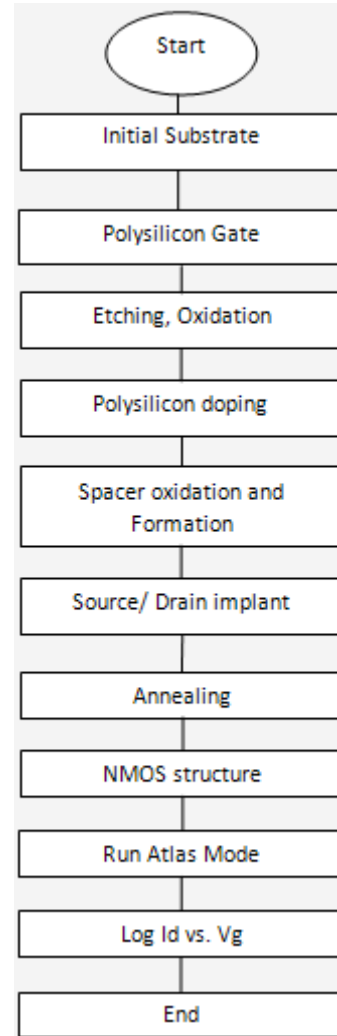 Start
Initial Substrate
Polysilicon Gate
Etching, Oxidation
Polysilicon doping
Spacer oxidation and
Formation
Source/ Drain implant
Annealing
NMOS structure
Run Atlas Mode
Log Id vs. Vg
End